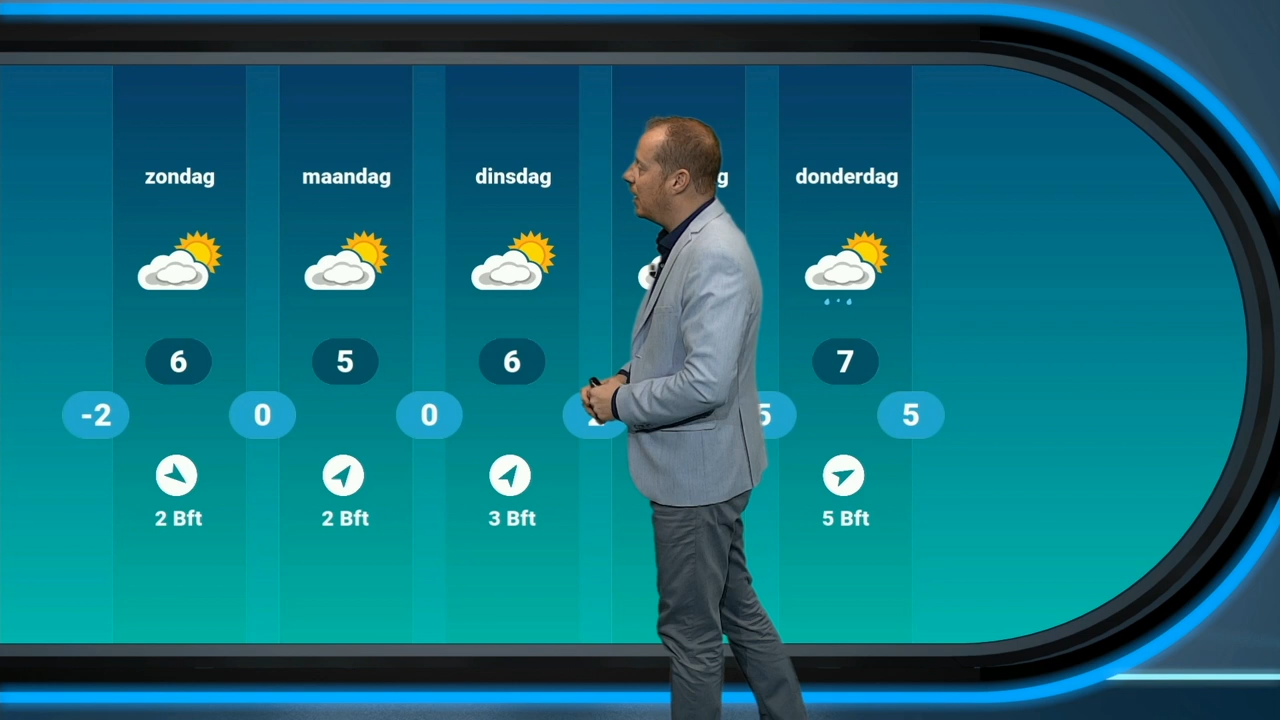 zondag
maandag
dinsdag
donderdag
6
5
6
7
-2
0
0
5
2 Bft
2 Bft
3 Bft
5 Bft